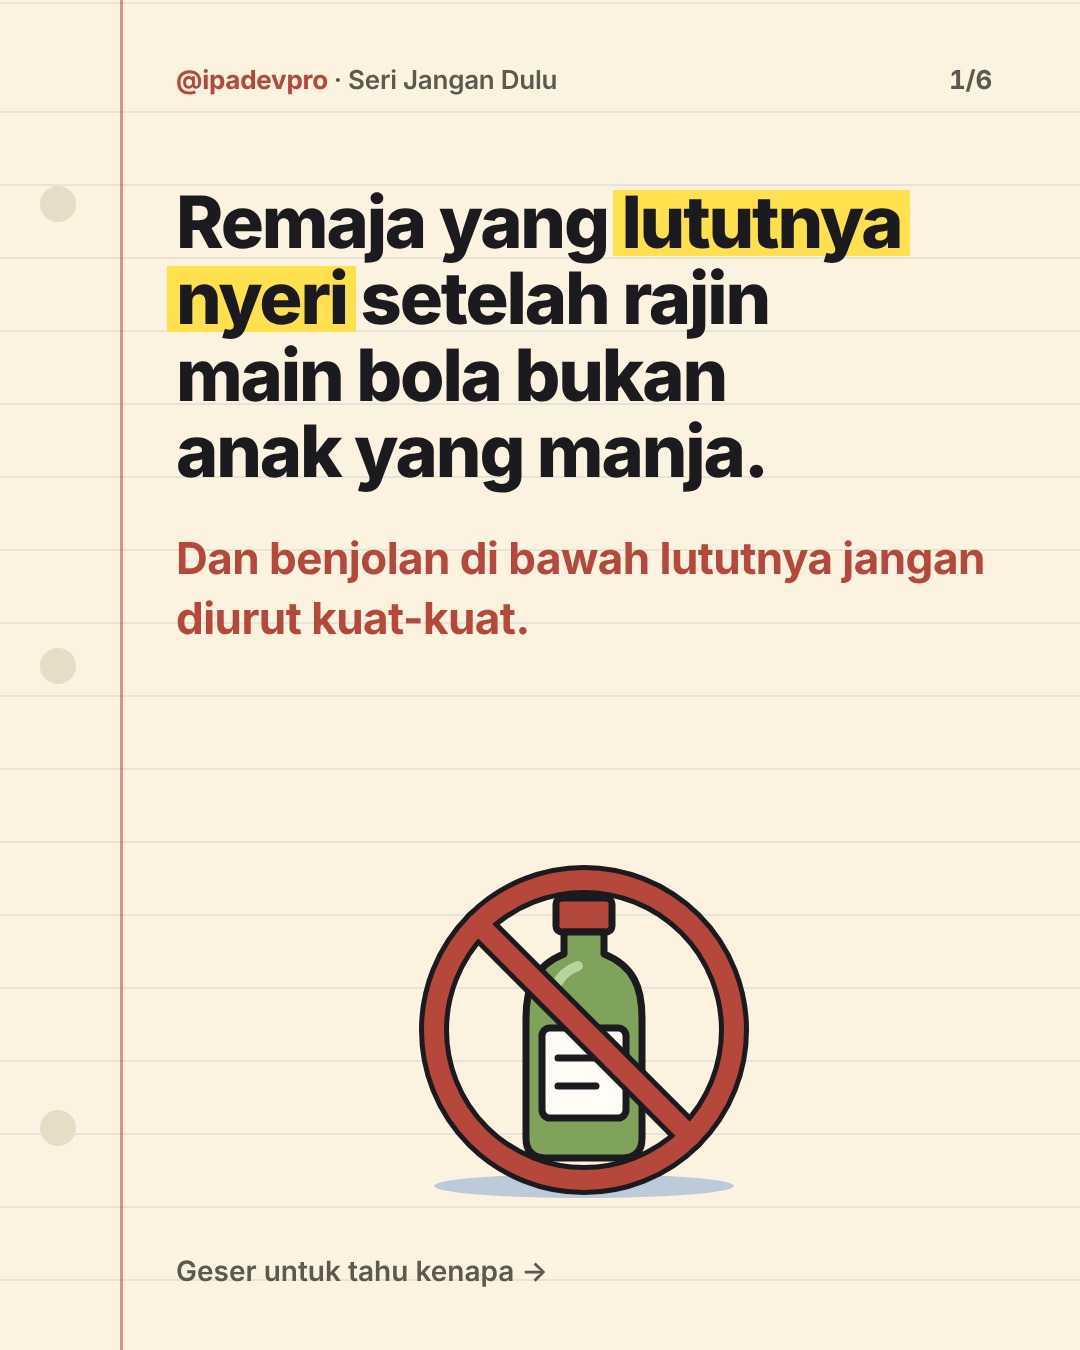 @ipadevpro · Seri Jangan Dulu
1/6
Remaja yang lututnya
nyeri setelah rajin
main bola bukan
anak yang manja.
Dan benjolan di bawah lututnya jangan
diurut kuat-kuat.
Geser untuk tahu kenapa →